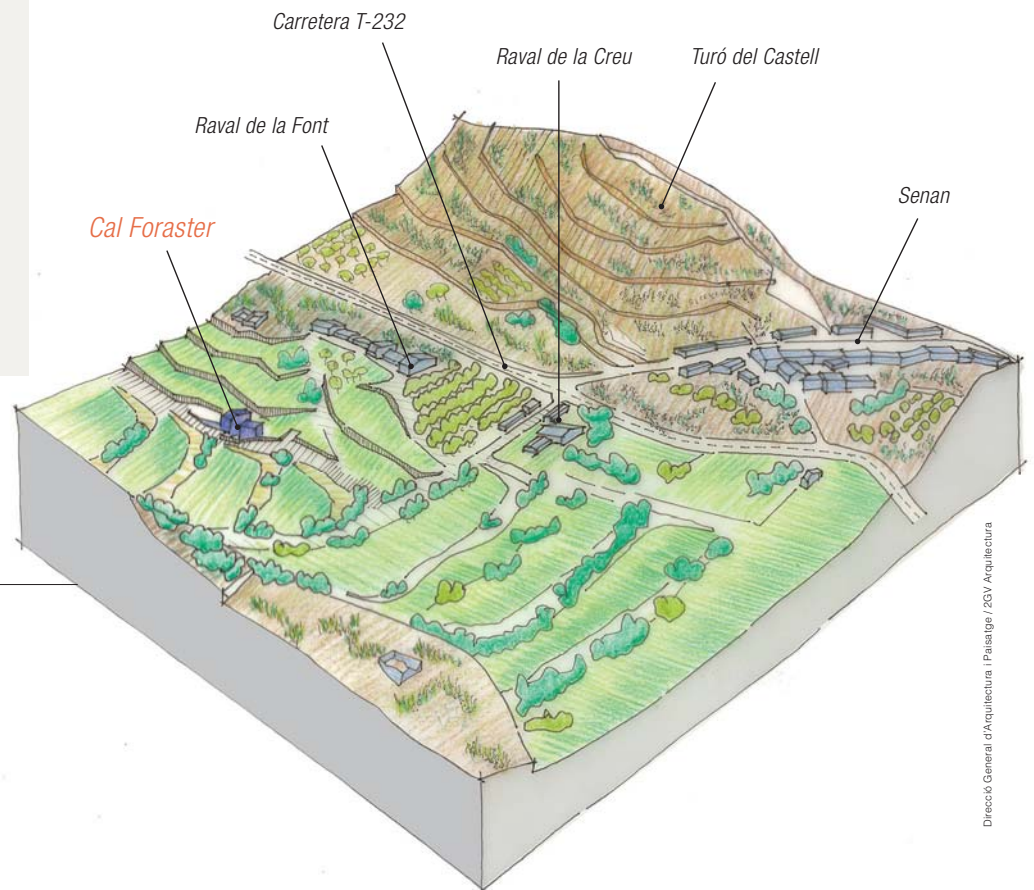 Carretera T-232
Raval de la Creu
Turó del Castell
Raval de la Font
Senan
Cal Foraster
Direcció General d'Arquitectura i Paisatge / 2GV Arquitectura